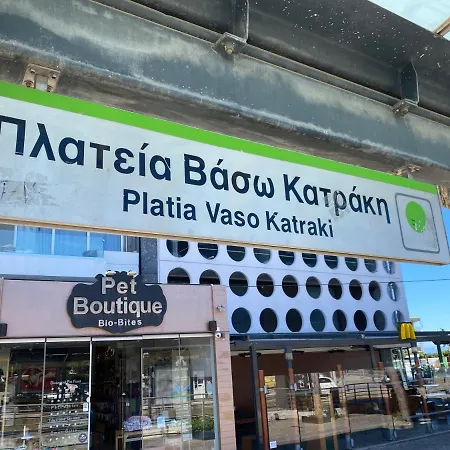 Πλατεία Βάσω Κατράκη
Platia Vaso Katraki
Pet
Boutique
Bio-Bites